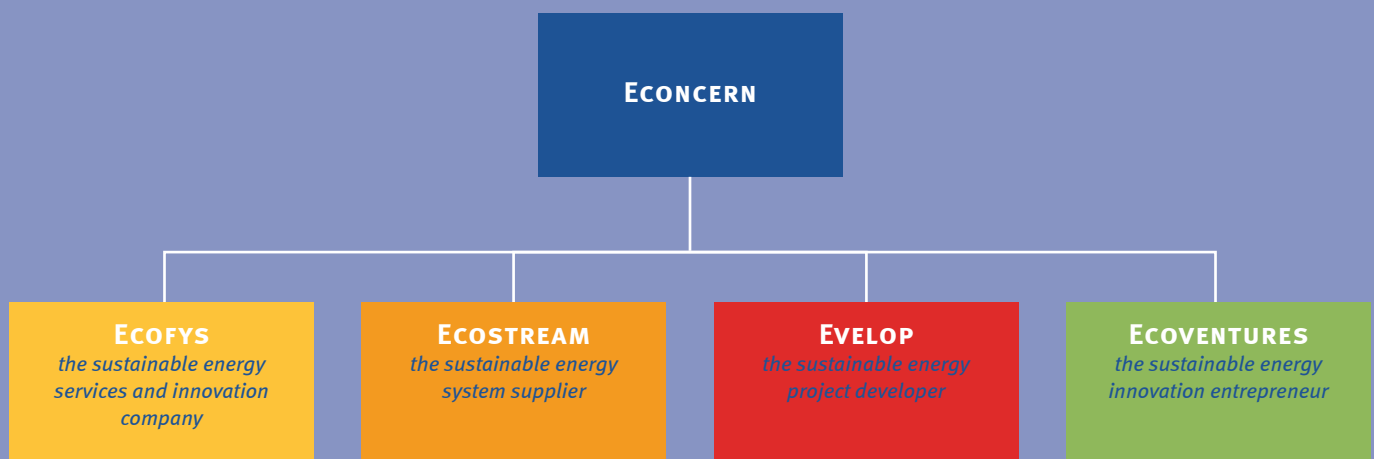 ECONCERN
ECOFYS
the sustainable energy
services and innovation
company
ECOSTREAM
the sustainable energy
system supplier
EVELOP
the sustainable energy
project developer
ECOVENTURES
the sustainable energy
innovation entrepreneur